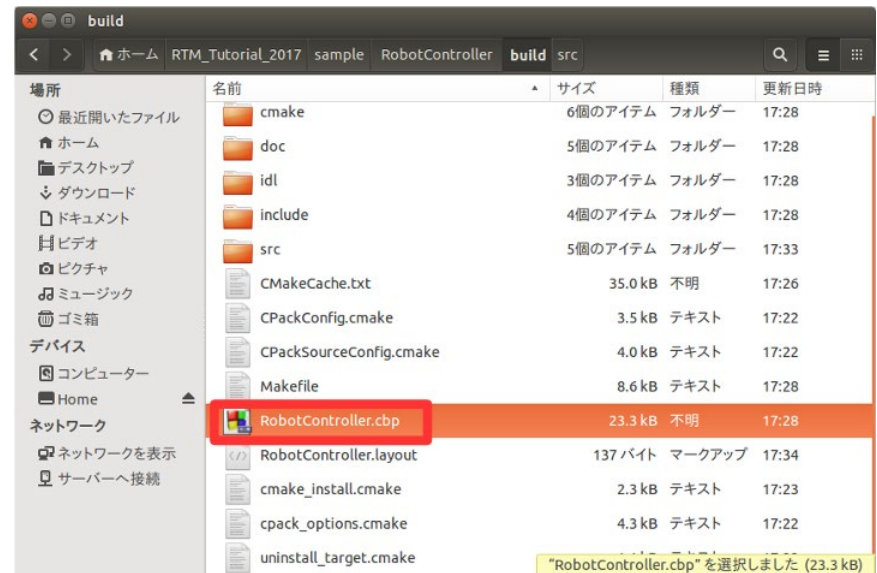 build
ホーム RTM_Tutorial_2017 sample RobotController build src
場所
最近開いたファイル
ホーム
デスクトップ
ダウンロード
ドキュメント
ビデオ
ピクチャ
ミュージック
ゴミ箱
デバイス
コンピューター
Home
ネットワーク
ネットワークを表示
サーバーへ接続
名前 サイズ 種類 更新日時
cmake 6個のアイテム フォルダー 17:28
doc 5個のアイテム フォルダー 17:28
idl 3個のアイテム フォルダー 17:28
include 4個のアイテム フォルダー 17:28
src 5個のアイテム フォルダー 17:33
CMakeCache.txt 35.0 kB 不明 17:26
CPackConfig.cmake 3.5 kB テキスト 17:22
CPackSourceConfig.cmake 4.0 kB テキスト 17:22
Makefile 8.6 kB テキスト 17:28
RobotController.cbp 23.3 kB 不明 17:28
RobotController.layout 137 バイト マークアップ 17:34
cmake_install.cmake 2.3 kB テキスト 17:23
cpack_options.cmake 4.3 kB テキスト 17:22
uninstall_target.cmake
"RobotController.cbp" を選択しました (23.3 kB)